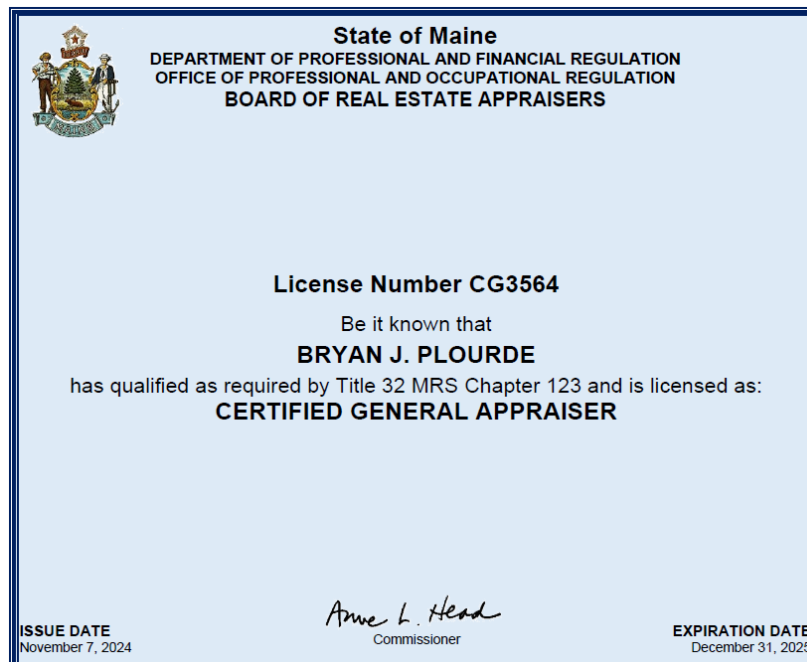 State of Maine
DEPARTMENT OF PROFESSIONAL AND FINANCIAL REGULATION
OFFICE OF PROFESSIONAL AND OCCUPATIONAL REGULATION
BOARD OF REAL ESTATE APPRAISERS
License Number CG3564
Be it known that
BRYAN J. PLOURDE
has qualified as required by Title 32 MRS Chapter 123 and is licensed as:
CERTIFIED GENERAL APPRAISER
Anne L. Head
Commissioner
ISSUE DATE
November 7, 2024
EXPIRATION DATE
December 31, 2025